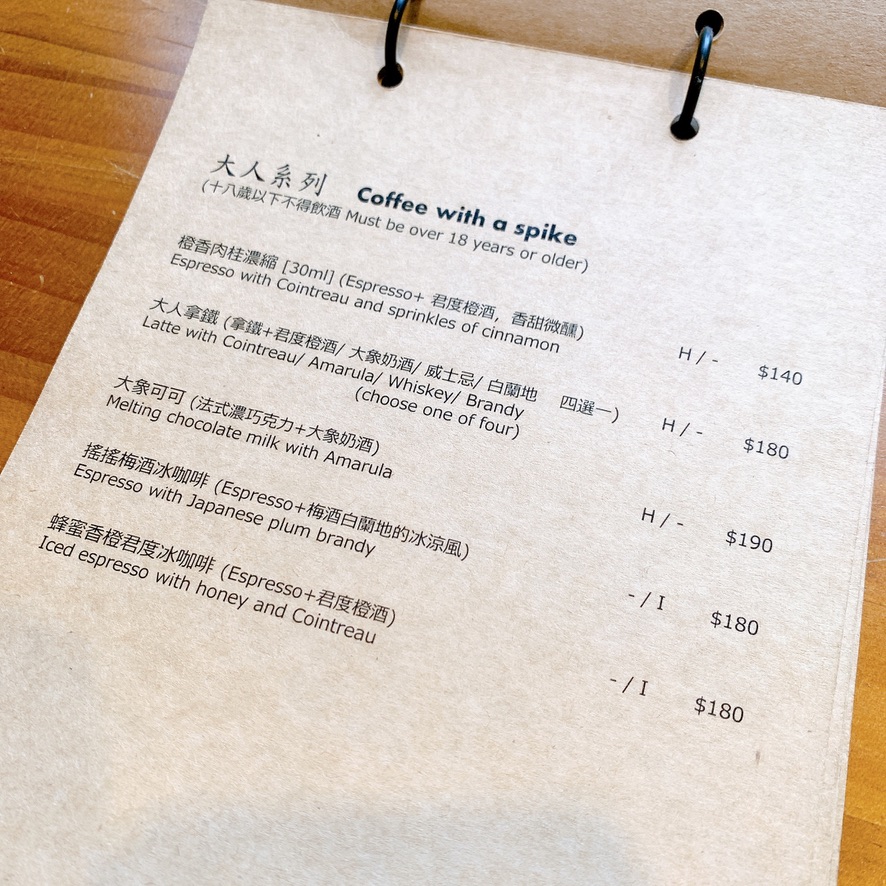 大人系列 Coffee with a spike
(十八歲以下不得飲酒 Must be over 18 years or older)
橙香肉桂濃縮 [30ml] (Espresso+ 君度橙酒, 香甜微醺)
Espresso with Cointreau and sprinkles of cinnamon
H / - $140
大人拿鐵 (拿鐵+君度橙酒/ 大象奶酒/ 威士忌/ 白蘭地 四選一)
Latte with Cointreau/ Amarula/ Whiskey/ Brandy
(choose one of four)
H / - $180
大象可可 (法式濃巧克力+大象奶酒)
Melting chocolate milk with Amarula
H / - $190
搖搖梅酒冰咖啡 (Espresso+梅酒白蘭地的冰涼風)
Espresso with Japanese plum brandy
- / I $180
蜂蜜香橙君度冰咖啡 (Espresso+君度橙酒)
Iced espresso with honey and Cointreau
- / I $180